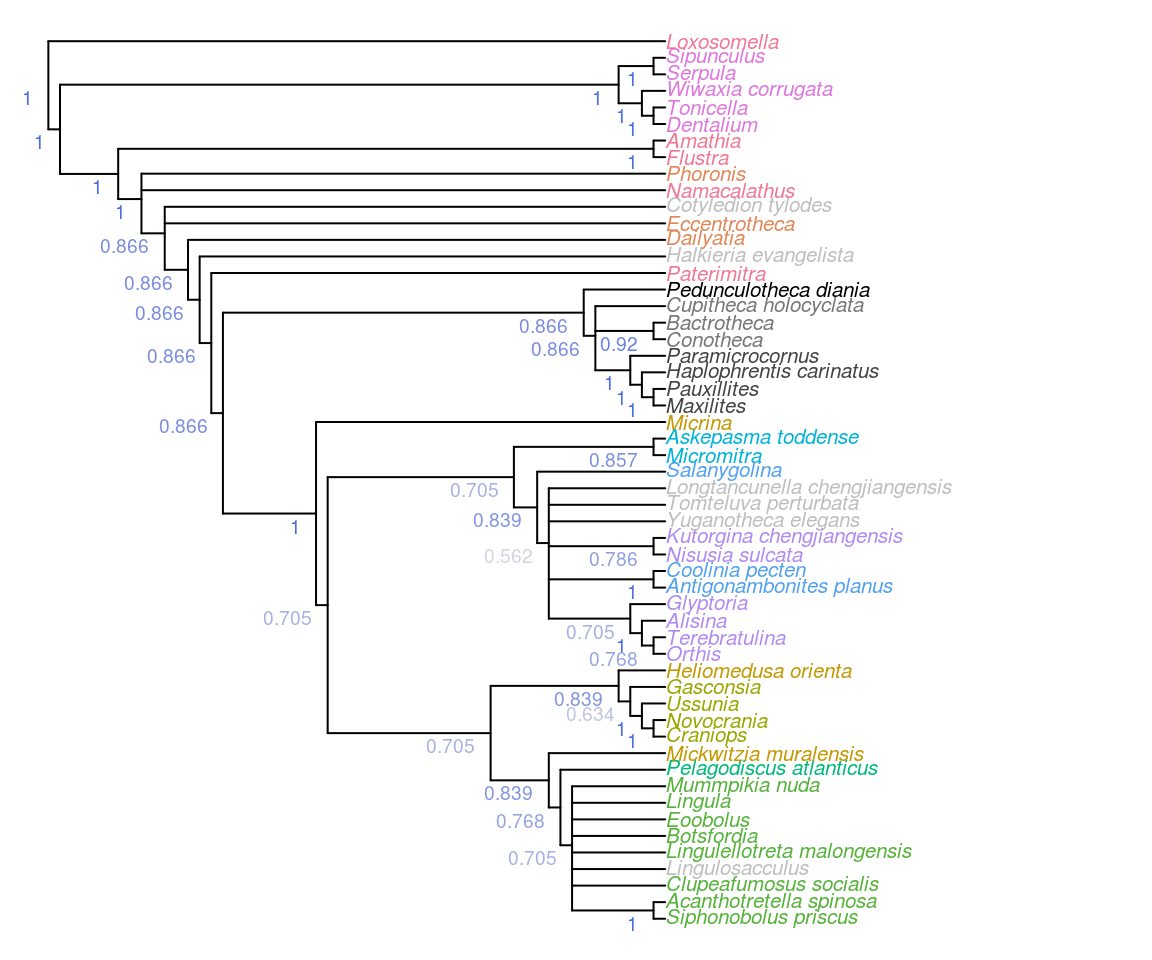 Loxosomella
Sipunculus
Serpula
1
Wiwaxia corrugata
1
1
Tonicella
1
Dentalium
1
1
Amathia
Flustra
1
Phoronis
1
Namacalathus
Cotyledion tylodes
1
Eccentrotheca
Dailyatia
0.866
Halkieria evangelista
Paterimitra
0.866
Pedunculotheca diania
Cupitheca holocyclata
0.866
Bactrotheca
0.866
Conotheca
0.92
0.866
Paramicrocornus
0.866
Haplophrentis carinatus
1
Pauxillites
1
Maxilites
1
Micrina
0.866
Askepasma toddense
Micromitra
0.857
Salanygolina
Longtancunella chengjiangensis
0.705
Tomteluva perturbata
Yuganotheca elegans
0.839
1
Kutorgina chengjiangensis
Nisusia sulcata
0.562
0.786
Coolinia pecten
Antigonambonites planus
1
Glyptoria
Alisina
0.705
0.705
Terebratulina
1
Orthis
0.768
Heliomedusa orienta
Gasconsia
0.839
Ussunia
0.634
Novocrania
1
Craniops
1
0.705
Mickwitzia muralensis
Pelagodiscus atlanticus
Mummpikia nuda
0.839
Lingula
Eoobolus
0.768
Botsfordia
Lingulellotreta malongensis
0.705
Lingulosacculus
Clupeafumosus socialis
Acanthotretella spinosa
Siphonobolus priscus
1